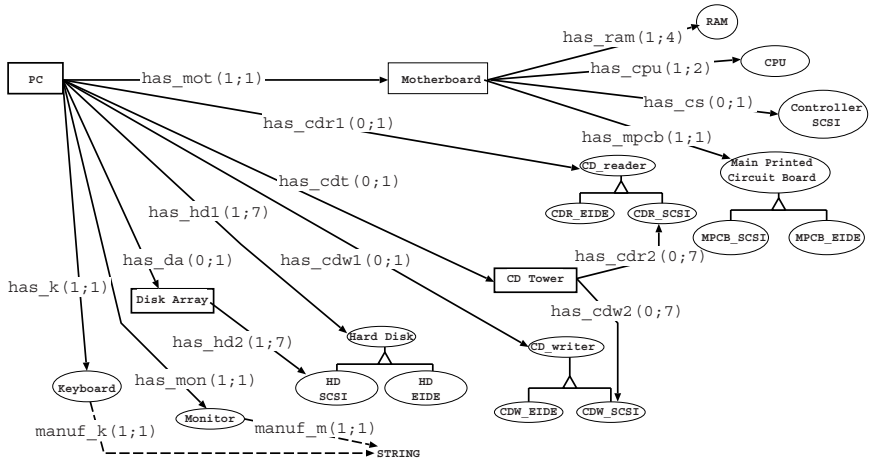 RAM
has_ram(1;4)
CPU
has_cpu(1;2)
PC
has_mot(1;1)
Motherboard
has_cs(0;1)
Controller
SCSI
has_cdr1(0;1)
has_mpcb(1;1)
CD_reader
Main Printed
Circuit Board
has_cdt(0;1)
has_hd1(1;7)
CDR_EIDE
CDR_SCSI
MPCB_SCSI
MPCB_EIDE
has_da(0;1)
has_cdw1(0;1)
has_cdr2(0;7)
CD Tower
has_k(1;1)
Disk Array
has_cdw2(0;7)
has_hd2(1;7)
Hard Disk
CD_writer
has_mon(1;1)
Keyboard
HD
SCSI
HD
EIDE
CDW_EIDE
CDW_SCSI
Monitor
manuf_k(1;1)
manuf_m(1;1)
STRING